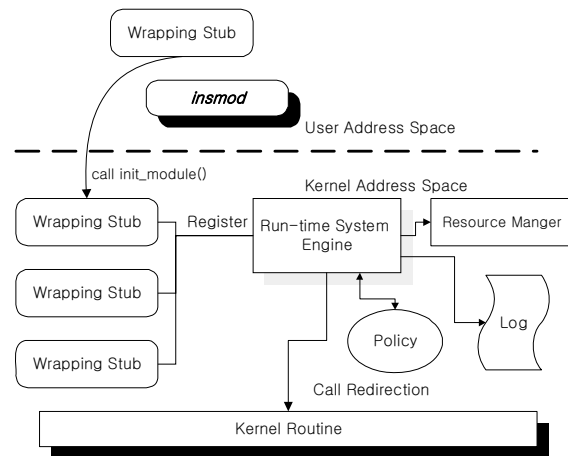 Wrapping Stub
insmod
User Address Space
call init_module()
Kernel Address Space
Wrapping Stub
Register
Run-time System
Engine
Resource Manger
Wrapping Stub
Log
Policy
Wrapping Stub
Call Redirection
Kernel Routine